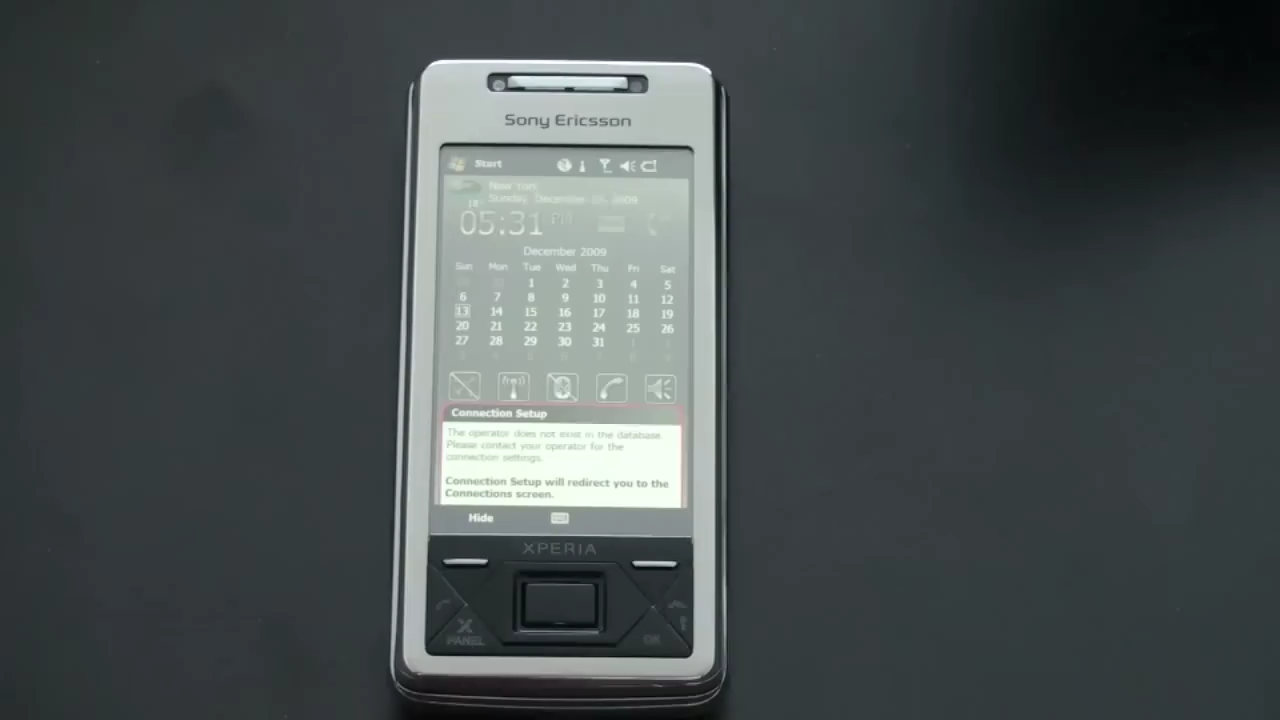 Sony Ericsson
Start
Sunday, December 13, 2009
05:31 PM
December 2009
Sun Mon Tue Wed Thu Fri Sat
1 2 3 4 5
6 7 8 9 10 11 12
13 14 15 16 17 18 19
20 21 22 23 24 25 26
27 28 29 30 31
Connection Setup
The operator does not exist in the database.
Please contact your operator for the
connection settings.
Connection Setup will redirect you to the
Connections screen.
Hide
XPERIA
X
PANEL
OK